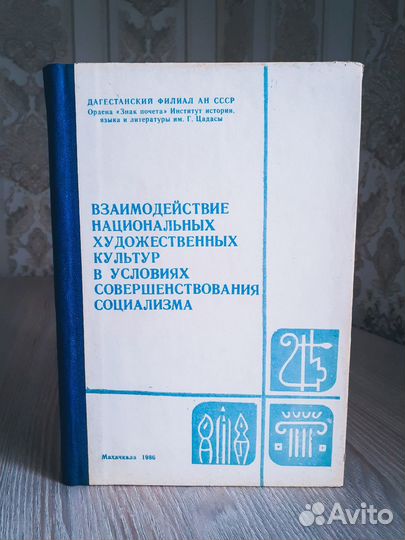 ДАГЕСТАНСКИЙ ФИЛИАЛ АН СССР
Ордена «Знак почета» Институт истории,
языка и литературы им. Г. Цадасы
ВЗАИМОДЕЙСТВИЕ
НАЦИОНАЛЬНЫХ
ХУДОЖЕСТВЕННЫХ
КУЛЬТУР
В УСЛОВИЯХ
СОВЕРШЕНСТВОВАНИЯ
СОЦИАЛИЗМА
Махачкала 1986
Avito